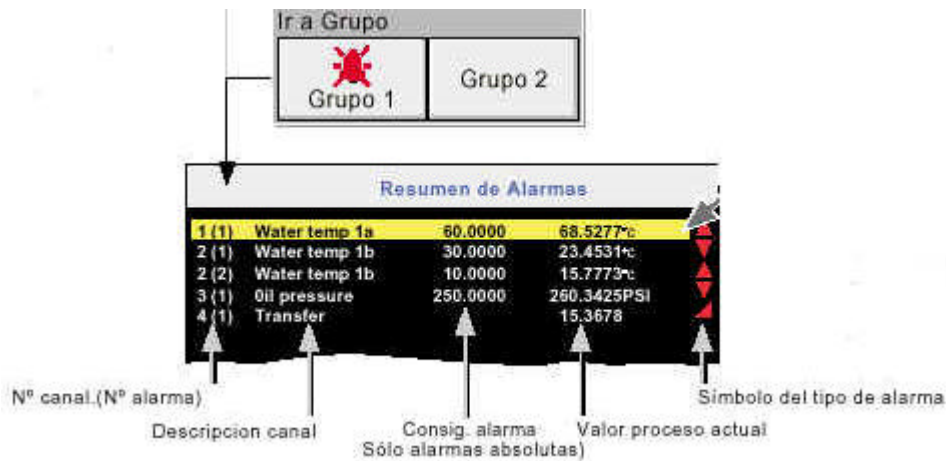 Ir a Grupo
Grupo 1
Grupo 2
Resumen de Alarmas
1 (1) Water temp 1a 60.0000 68.5277°c
2 (1) Water temp 1b 30.0000 23.4531°c
2 (2) Water temp 1b 10.0000 15.7773°c
3 (1) 0il pressure 250.0000 260.3425PSI
4 (1) Transfer 15.3678
Nº canal.(Nº alarma)
Símbolo del tipo de alarma
Descripcion canal
Consig. alarma
Valor proceso actual
Sólo alarmas absolutas)